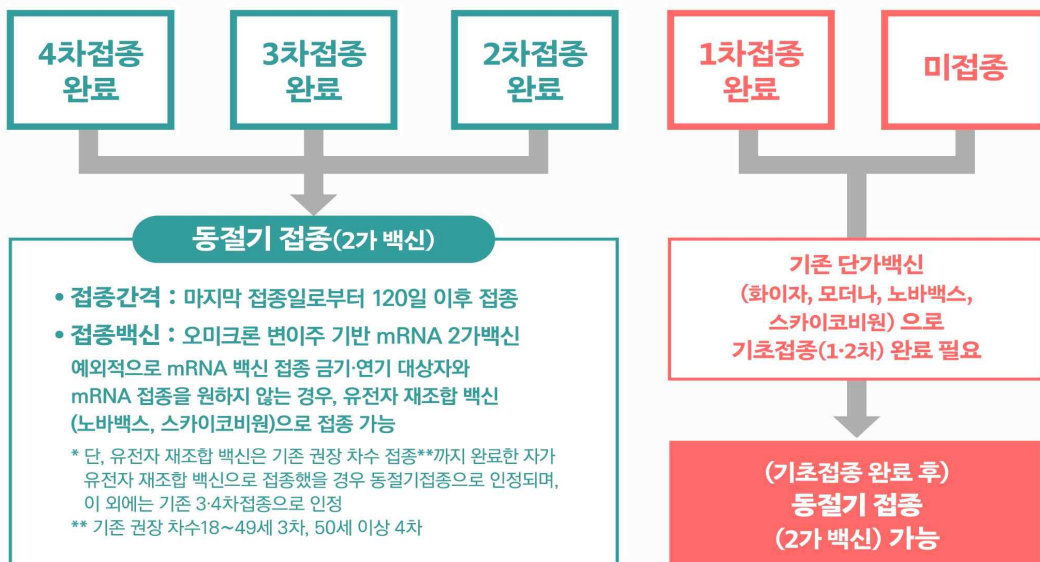 4차접종
완료
3차접종
완료
2차접종
완료
1차접종
완료
미접종
동절기 접종(2가 백신)
• 접종간격 : 마지막 접종일로부터 120일 이후 접종
• 접종백신 : 오미크론 변이주 기반 mRNA 2가백신
예외적으로 mRNA 백신 접종 금기·연기 대상자와
mRNA 접종을 원하지 않는 경우, 유전자 재조합 백신
(노바백스, 스카이코비원)으로 접종 가능
* 단, 유전자 재조합 백신은 기존 권장 차수 접종**까지 완료한 자가
유전자 재조합 백신으로 접종했을 경우 동절기접종으로 인정되며,
이 외에는 기존 3·4차접종으로 인정
** 기존 권장 차수18~49세 3차, 50세 이상 4차
기존 단가백신
(화이자, 모더나, 노바백스,
스카이코비원) 으로
기초접종(1·2차) 완료 필요
(기초접종 완료 후)
동절기 접종
(2가 백신) 가능